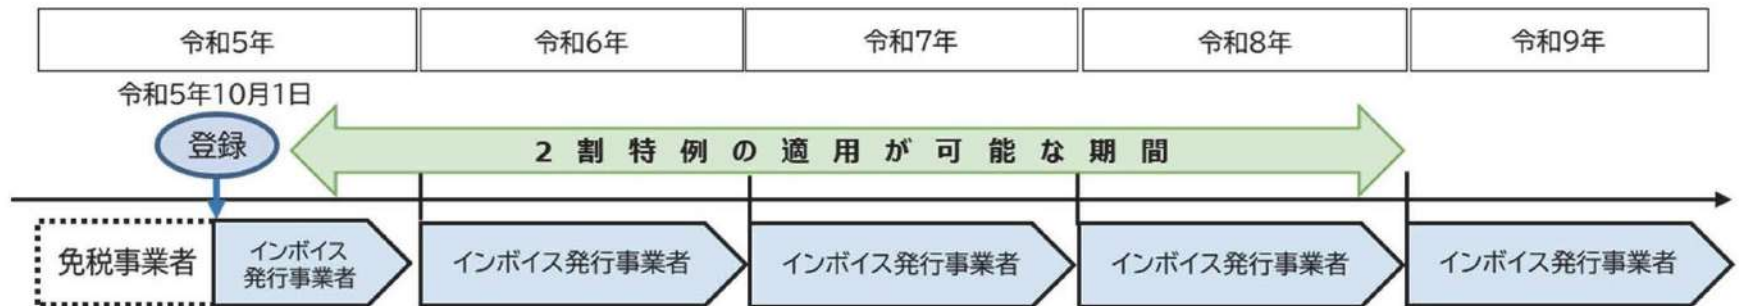 令和5年
令和6年
令和7年
令和8年
令和9年
令和5年10月1日
登録
2割特例の適用が可能な期間
免税事業者
インボイス
発行事業者
インボイス発行事業者
インボイス発行事業者
インボイス発行事業者
インボイス発行事業者